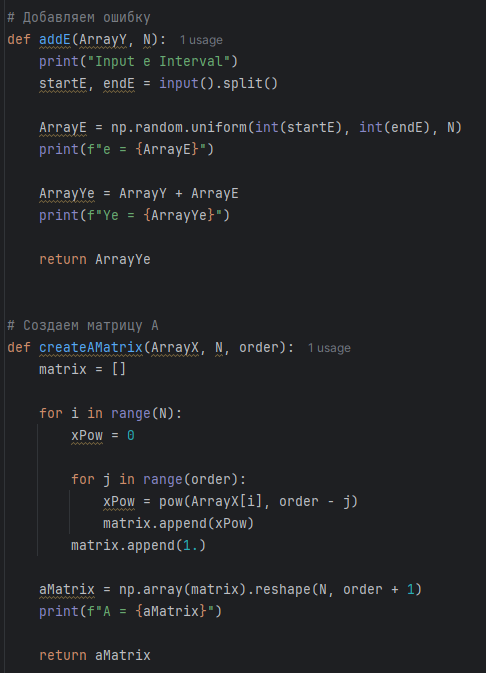 # Добавляем ошибку
def addE(ArrayY, N): 1 usage
    print("Input e Interval")
    startE, endE = input().split()
    ArrayE = np.random.uniform(int(startE), int(endE), N)
    print(f"e = {ArrayE}")
    ArrayYe = ArrayY + ArrayE
    print(f"Ye = {ArrayYe}")
    return ArrayYe
# Создаем матрицу А
def createAMatrix(ArrayX, N, order): 1 usage
    matrix = []
    for i in range(N):
        xPow = 0
        for j in range(order):
            xPow = pow(ArrayX[i], order - j)
            matrix.append(xPow)
        matrix.append(1.)
    aMatrix = np.array(matrix).reshape(N, order + 1)
    print(f"A = {aMatrix}")
    return aMatrix